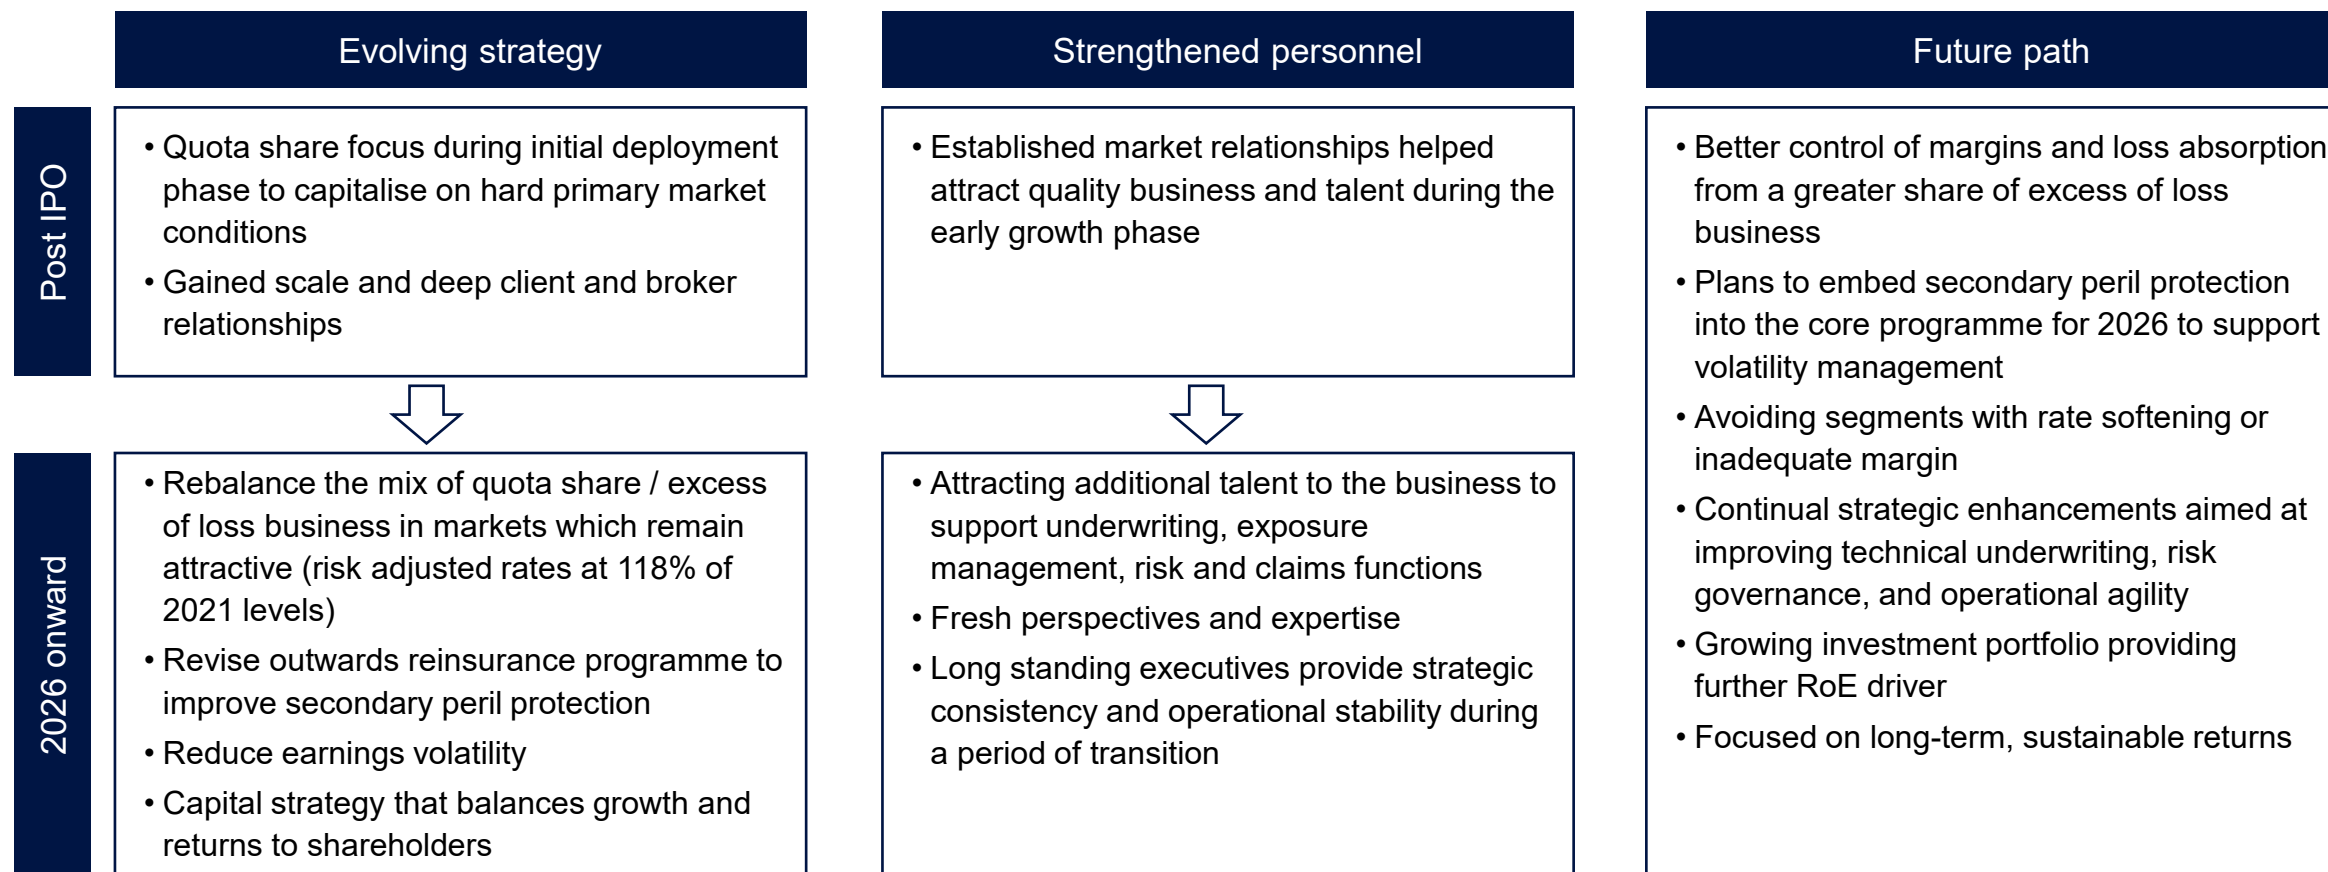 Evolving strategy
Strengthened personnel
Future path
Post IPO
• Quota share focus during initial deployment
phase to capitalise on hard primary market
conditions
• Gained scale and deep client and broker
relationships
• Established market relationships helped
attract quality business and talent during the
early growth phase
2026 onward
• Rebalance the mix of quota share / excess
of loss business in markets which remain
attractive (risk adjusted rates at 118% of
2021 levels)
• Revise outwards reinsurance programme to
improve secondary peril protection
• Reduce earnings volatility
• Capital strategy that balances growth and
returns to shareholders
• Attracting additional talent to the business to
support underwriting, exposure
management, risk and claims functions
• Fresh perspectives and expertise
• Long standing executives provide strategic
consistency and operational stability during
a period of transition
• Better control of margins and loss absorption
from a greater share of excess of loss
business
• Plans to embed secondary peril protection
into the core programme for 2026 to support
volatility management
• Avoiding segments with rate softening or
inadequate margin
• Continual strategic enhancements aimed at
improving technical underwriting, risk
governance, and operational agility
• Growing investment portfolio providing
further RoE driver
• Focused on long-term, sustainable returns